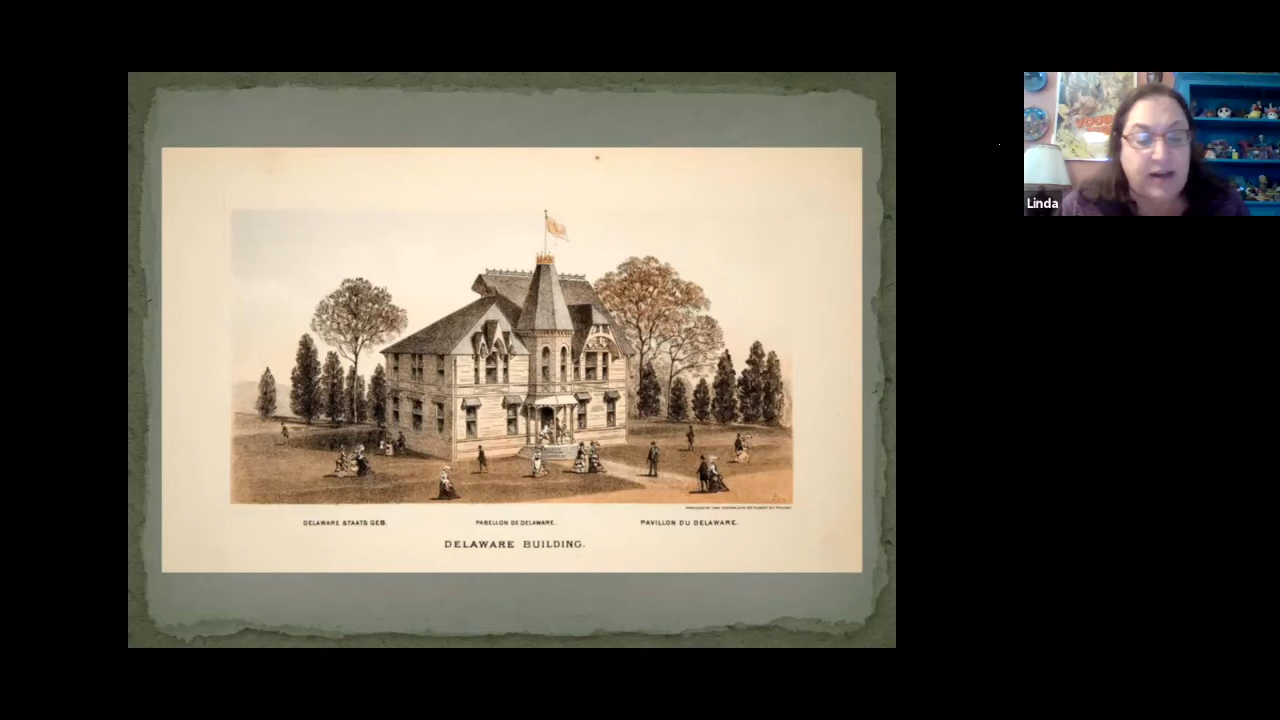 DELAWARE STAATS GEB.
PABELLON DE DELAWARE.
PAVILLON DU DELAWARE.
DELAWARE BUILDING.
Linda